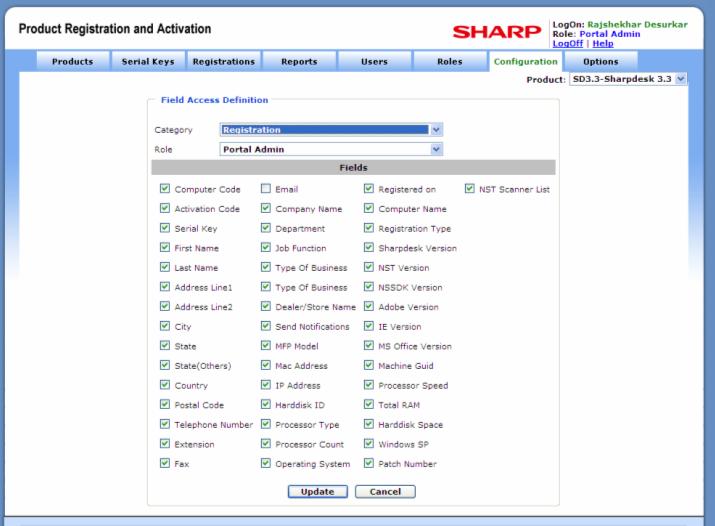 Product Registration and Activation
SHARP
LogOn: Rajshekhar Desurkar
Role: Portal Admin
LogOff | Help
Products Serial Keys Registrations Reports Users Roles Configuration Options
Product: SD3.3-Sharpdesk 3.3
Field Access Definition
Category Registration
Role Portal Admin
Fields
Computer Code Email Registered on NST Scanner List
Activation Code Company Name Computer Name
Serial Key Department Registration Type
First Name Job Function Sharpdesk Version
Last Name Type Of Business NST Version
Address Line1 Type Of Business NSSDK Version
Address Line2 Dealer/Store Name Adobe Version
City Send Notifications IE Version
State MFP Model MS Office Version
State(Others) Mac Address Machine Guid
Country IP Address Processor Speed
Postal Code Harddisk ID Total RAM
Telephone Number Processor Type Harddisk Space
Extension Processor Count Windows SP
Fax Operating System Patch Number
Update Cancel